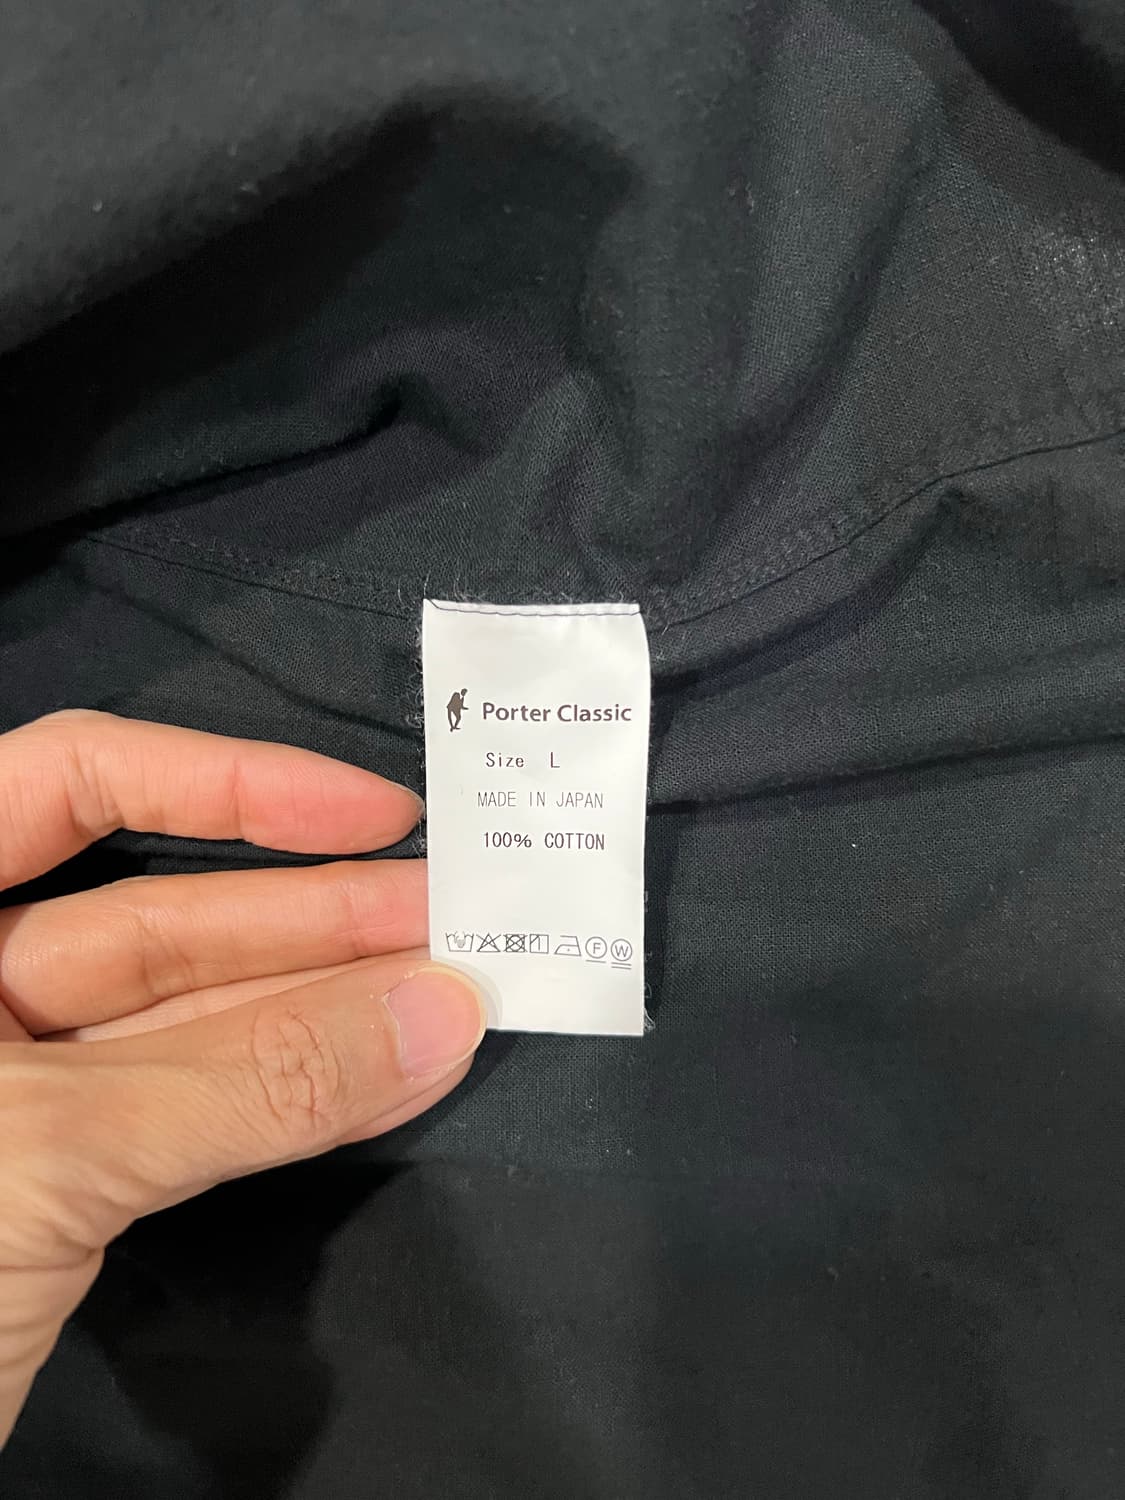 Porter Classic
Size L
MADE IN JAPAN
100% COTTON
F W